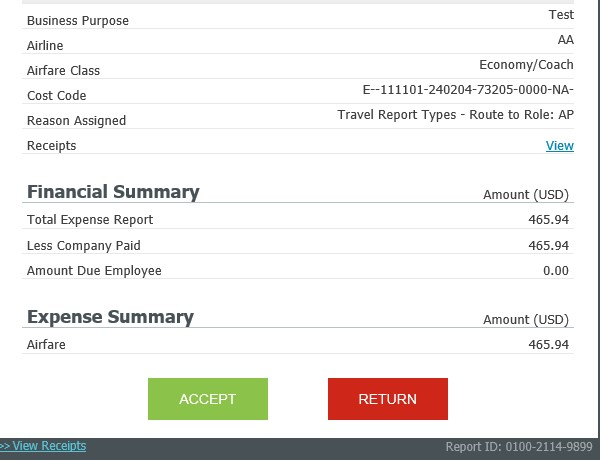 Business Purpose Test
Airline AA
Airfare Class Economy/Coach
Cost Code E--111101-240204-73205-0000-NA-
Reason Assigned Travel Report Types - Route to Role: AP
Receipts View
Financial Summary Amount (USD)
Total Expense Report 465.94
Less Company Paid 465.94
Amount Due Employee 0.00
Expense Summary Amount (USD)
Airfare 465.94
ACCEPT RETURN
>> View Receipts Report ID: 0100-2114-9899